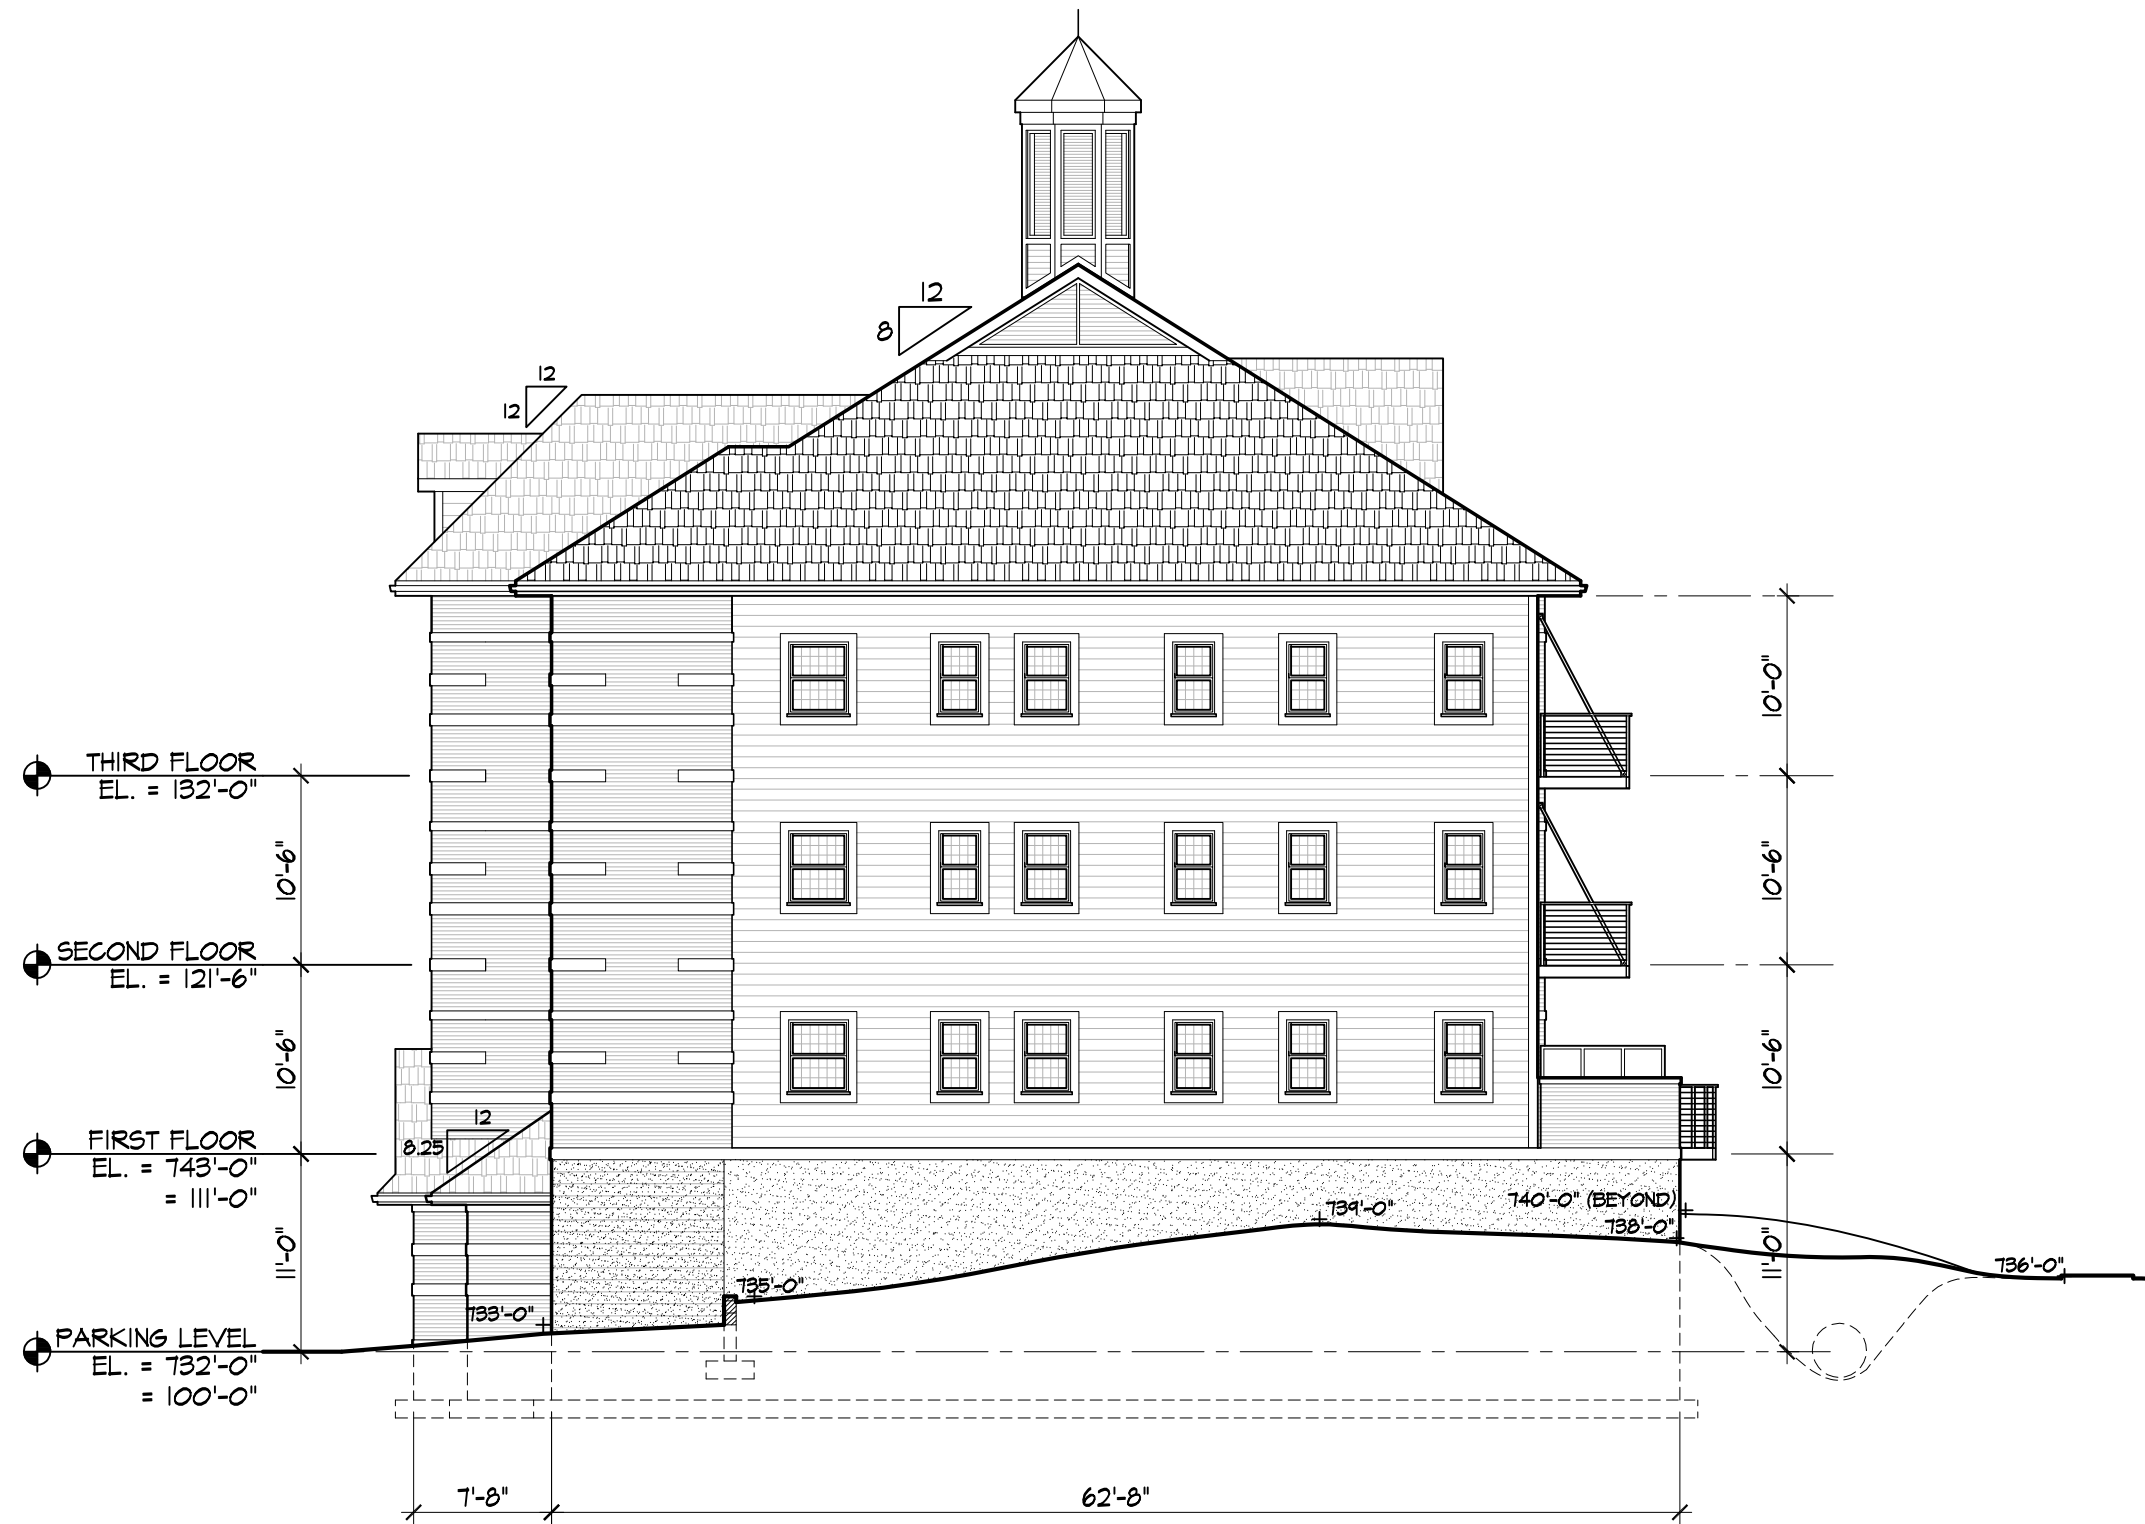 12
8
12
12
THIRD FLOOR
EL. = 132'-0"
10'-0"
10'-6"
10'-9"
SECOND FLOOR
EL. = 121'-6"
10'-6"
10'-9"
12
8.25
FIRST FLOOR
EL. = 743'-0"
= 111'-0"
740'-0" (BEYOND)
739'-0"
738'-0"
11'-0"
11'-0"
736'-0"
735'-0"
733'-0"
PARKING LEVEL
EL. = 732'-0"
= 100'-0"
7'-8"
62'-8"